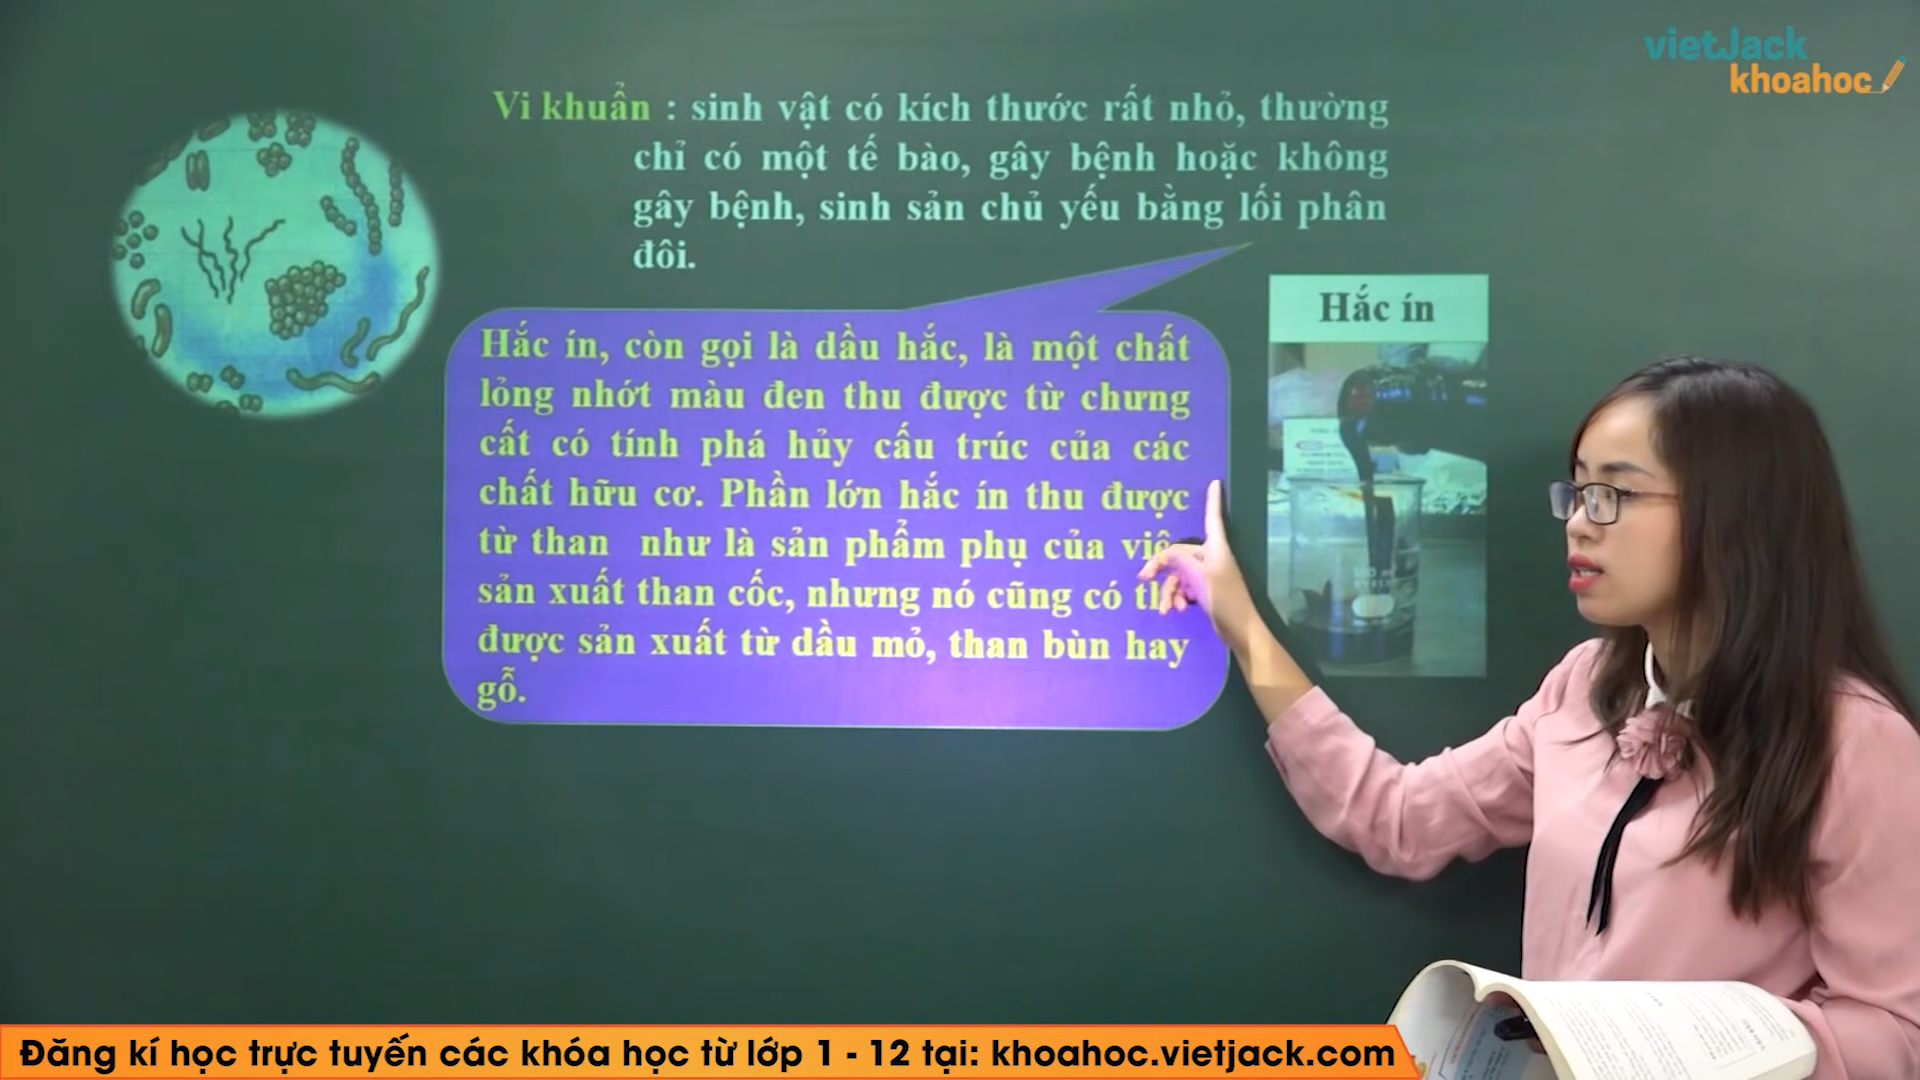 vietJack
khoahoc
Vi khuẩn : sinh vật có kích thước rất nhỏ, thường
chỉ có một tế bào, gây bệnh hoặc không
gây bệnh, sinh sản chủ yếu bằng lối phân
đôi.
Hắc ín, còn gọi là dầu hắc, là một chất
lỏng nhớt màu đen thu được từ chưng
cất có tính phá hủy cấu trúc của các
chất hữu cơ. Phần lớn hắc ín thu được
từ than như là sản phẩm phụ của
sản xuất than cốc, nhưng nó cũng có
được sản xuất từ dầu mỏ, than bùn hay
gỗ.
Hắc ín
Đăng kí học trực tuyến các khóa học từ lớp 1 - 12 tại: khoahoc.vietjack.com